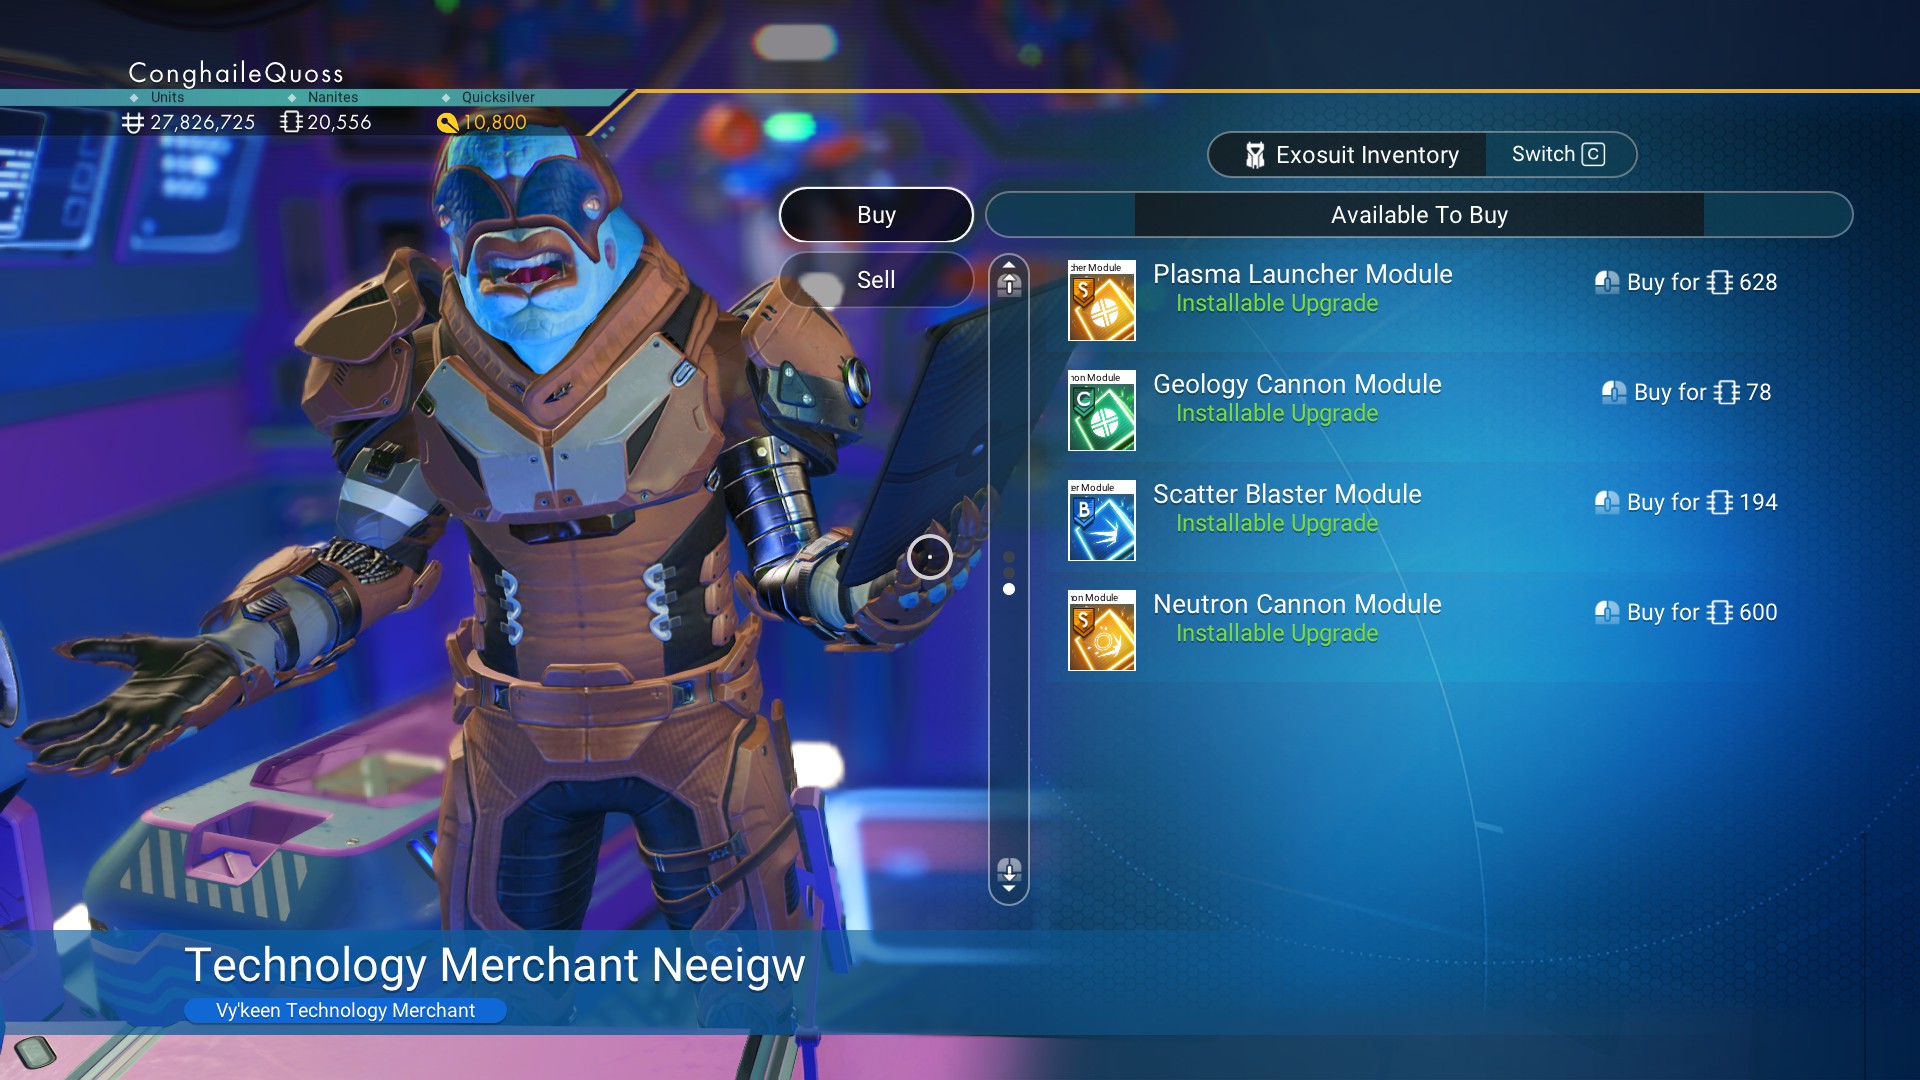 ConghaileQuoss
Units Nanites Quicksilver
27,826,725 20,556 10,800
Exosuit Inventory Switch C
Buy
Available To Buy
Sell
cher Module
S
Plasma Launcher Module
Installable Upgrade
Buy for 628
non Module
C
Geology Cannon Module
Installable Upgrade
Buy for 78
er Module
B
Scatter Blaster Module
Installable Upgrade
Buy for 194
ron Module
S
Neutron Cannon Module
Installable Upgrade
Buy for 600
Technology Merchant Neeigw
Vy'keen Technology Merchant